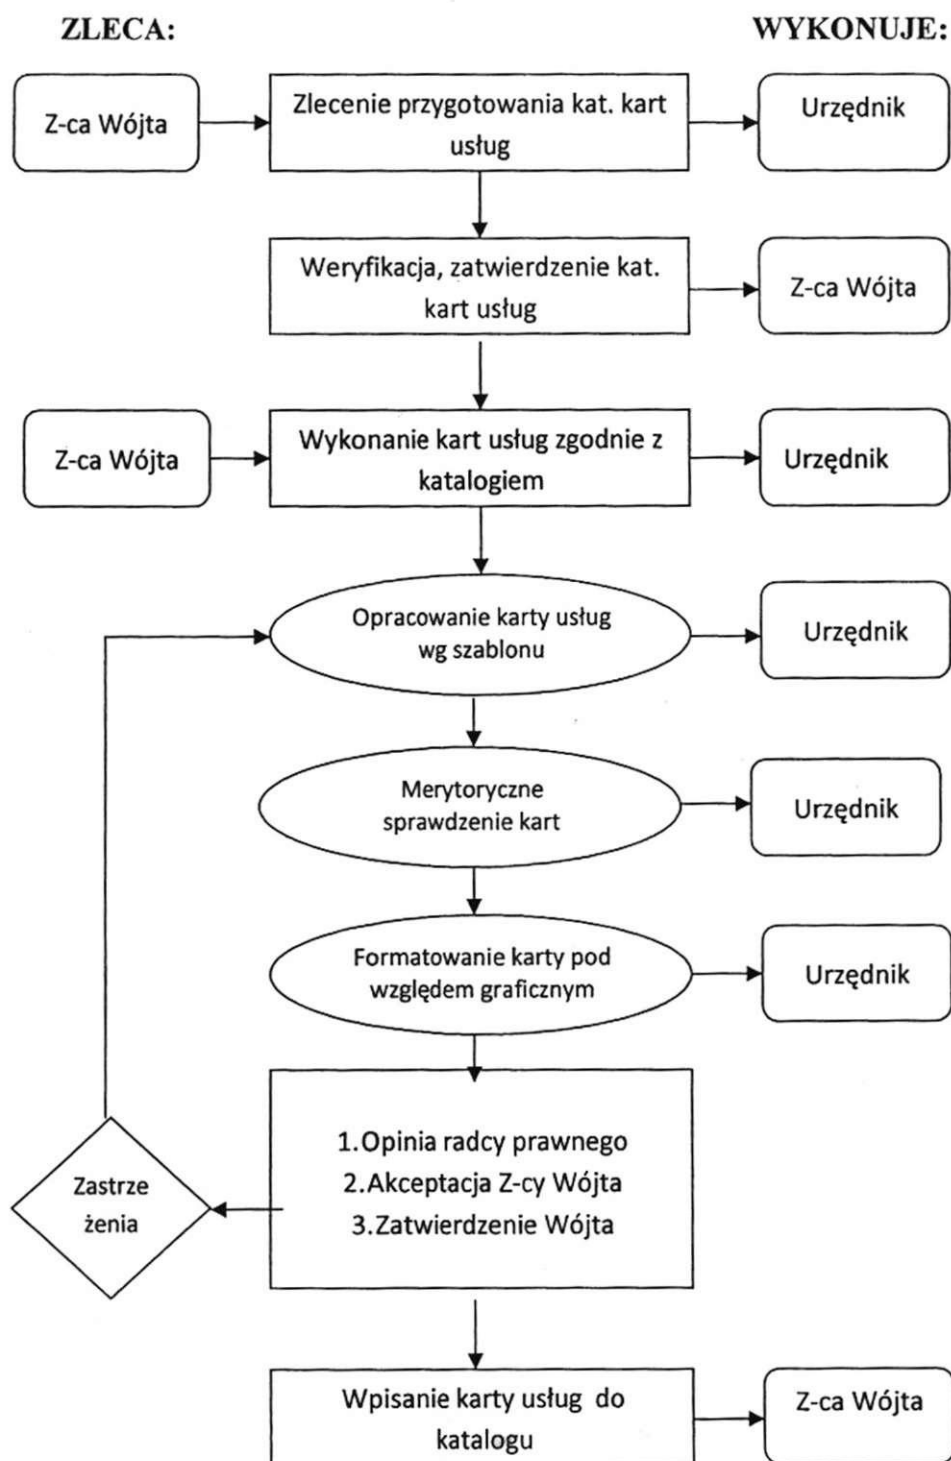 ZLECA:
WYKONUJE:
Z-ca Wójta
Zlecenie przygotowania kat. kart
usług
Urzędnik
Weryfikacja, zatwierdzenie kat.
kart usług
Z-ca Wójta
Z-ca Wójta
Wykonanie kart usług zgodnie z
katalogiem
Urzędnik
Opracowanie karty usług
wg szablonu
Urzędnik
Merytoryczne
sprawdzenie kart
Urzędnik
Formatowanie karty pod
względem graficznym
Urzędnik
1.Opinia radcy prawnego
2.Akceptacja Z-cy Wójta
3.Zatwierdzenie Wójta
Zastrze
żenia
Wpisanie karty usług do
katalogu
Z-ca Wójta